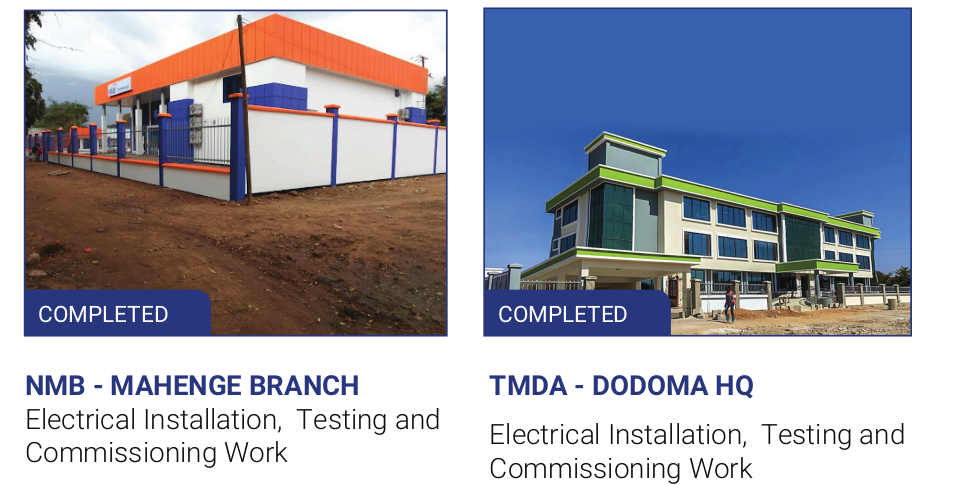 NMB
COMPLETED
NMB - MAHENGE BRANCH
Electrical Installation, Testing and
Commissioning Work
COMPLETED
TMDA - DODOMA HQ
Electrical Installation, Testing and
Commissioning Work